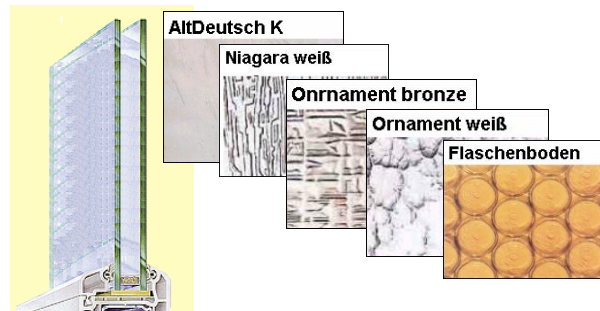 AltDeutsch K
Niagara weiß
Onrnament bronze
Ornament weiß
Flaschenboden